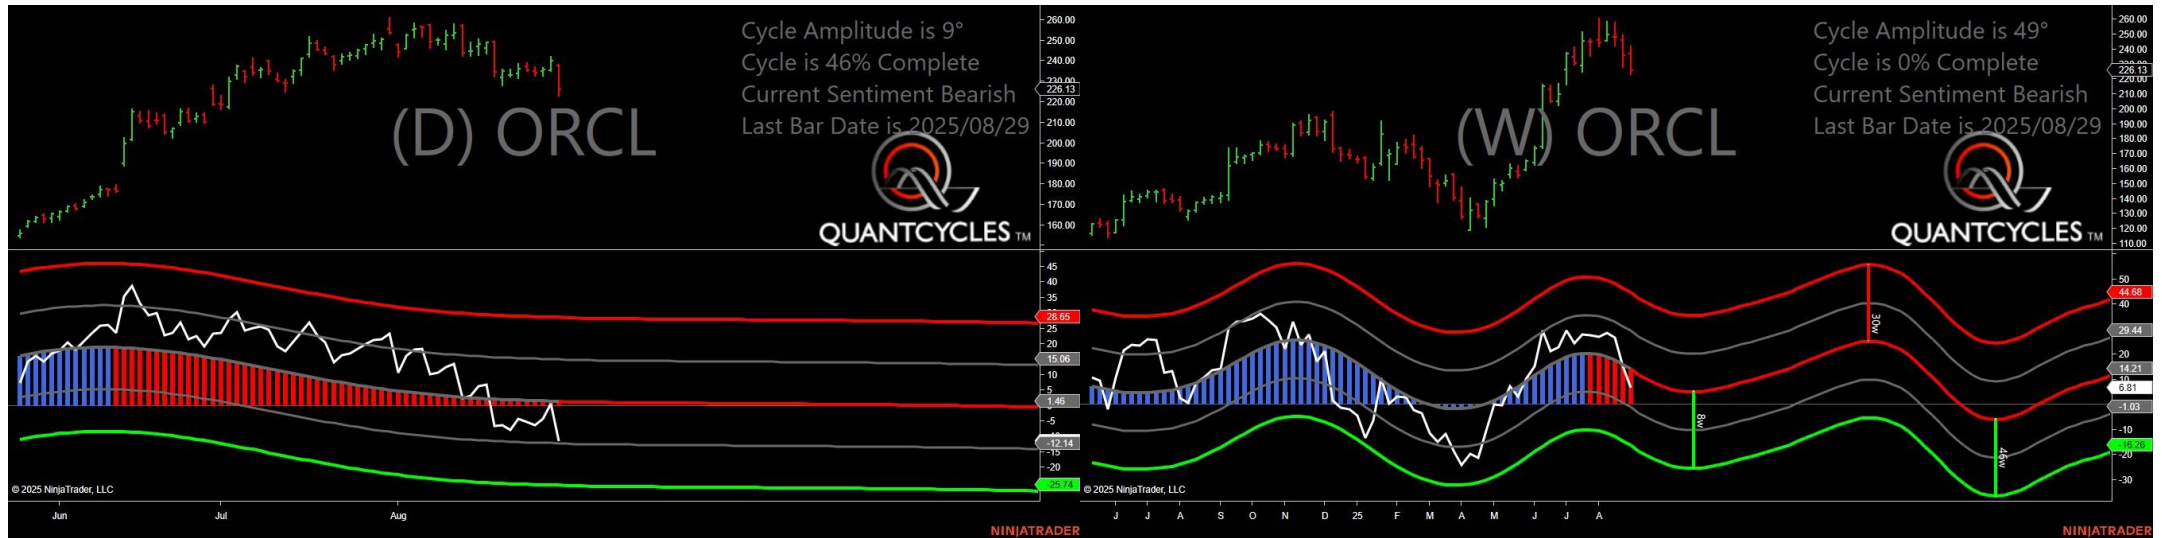 Cycle Amplitude is 9°
Cycle is 46% Complete
Current Sentiment Bearish
Last Bar Date is 2025/08/29
(D) ORCL
QUANTCYCLES TM
260.00
250.00
240.00
230.00
226.13
220.00
210.00
200.00
190.00
180.00
170.00
160.00
45
40
35
28.65
25
20
15.06
10
5
1.46
-5
-12.14
-15
-20
-25.74
© 2025 NinjaTrader, LLC
Jun Jul Aug
NINJATRADER
Cycle Amplitude is 49°
Cycle is 0% Complete
Current Sentiment Bearish
Last Bar Date is 2025/08/29
(W) ORCL
QUANTCYCLES TM
260.00
250.00
240.00
226.13
210.00
200.00
190.00
180.00
170.00
160.00
150.00
140.00
130.00
120.00
110.00
50
44.68
40
29.44
20
14.21
6.81
-1.03
-10
-16.26
-20
-30
30w
8w
46w
© 2025 NinjaTrader, LLC
J J A S O N D 25 F M A M J J A
NINJATRADER